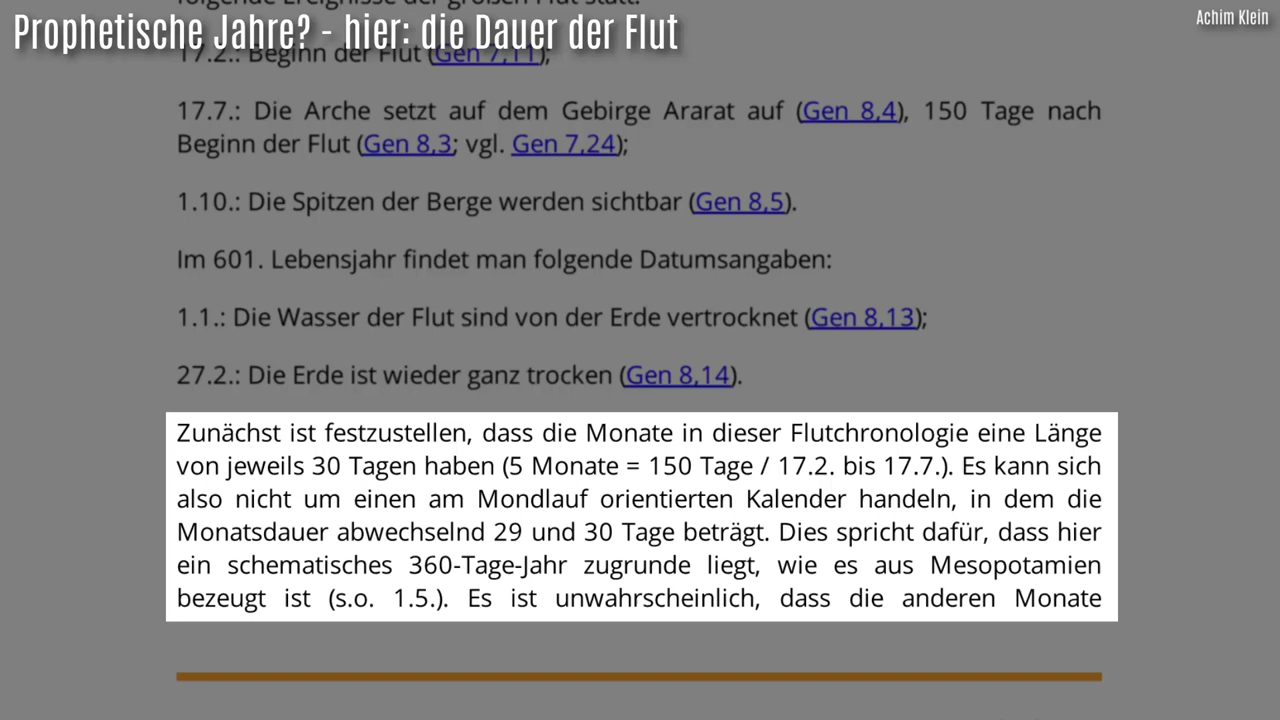 folgende Ereignisse der großen Flut statt:
Prophetische Jahre? - hier: die Dauer der Flut
Achim Klein
17.2.: Beginn der Flut (Gen 7,11);
17.7.: Die Arche setzt auf dem Gebirge Ararat auf (Gen 8,4), 150 Tage nach
Beginn der Flut (Gen 8,3; vgl. Gen 7,24);
1.10.: Die Spitzen der Berge werden sichtbar (Gen 8,5).
Im 601. Lebensjahr findet man folgende Datumsangaben:
1.1.: Die Wasser der Flut sind von der Erde vertrocknet (Gen 8,13);
27.2.: Die Erde ist wieder ganz trocken (Gen 8,14).
Zunächst ist festzustellen, dass die Monate in dieser Flutchronologie eine Länge
von jeweils 30 Tagen haben (5 Monate = 150 Tage / 17.2. bis 17.7.). Es kann sich
also nicht um einen am Mondlauf orientierten Kalender handeln, in dem die
Monatsdauer abwechselnd 29 und 30 Tage beträgt. Dies spricht dafür, dass hier
ein schematisches 360-Tage-Jahr zugrunde liegt, wie es aus Mesopotamien
bezeugt ist (s.o. 1.5.). Es ist unwahrscheinlich, dass die anderen Monate